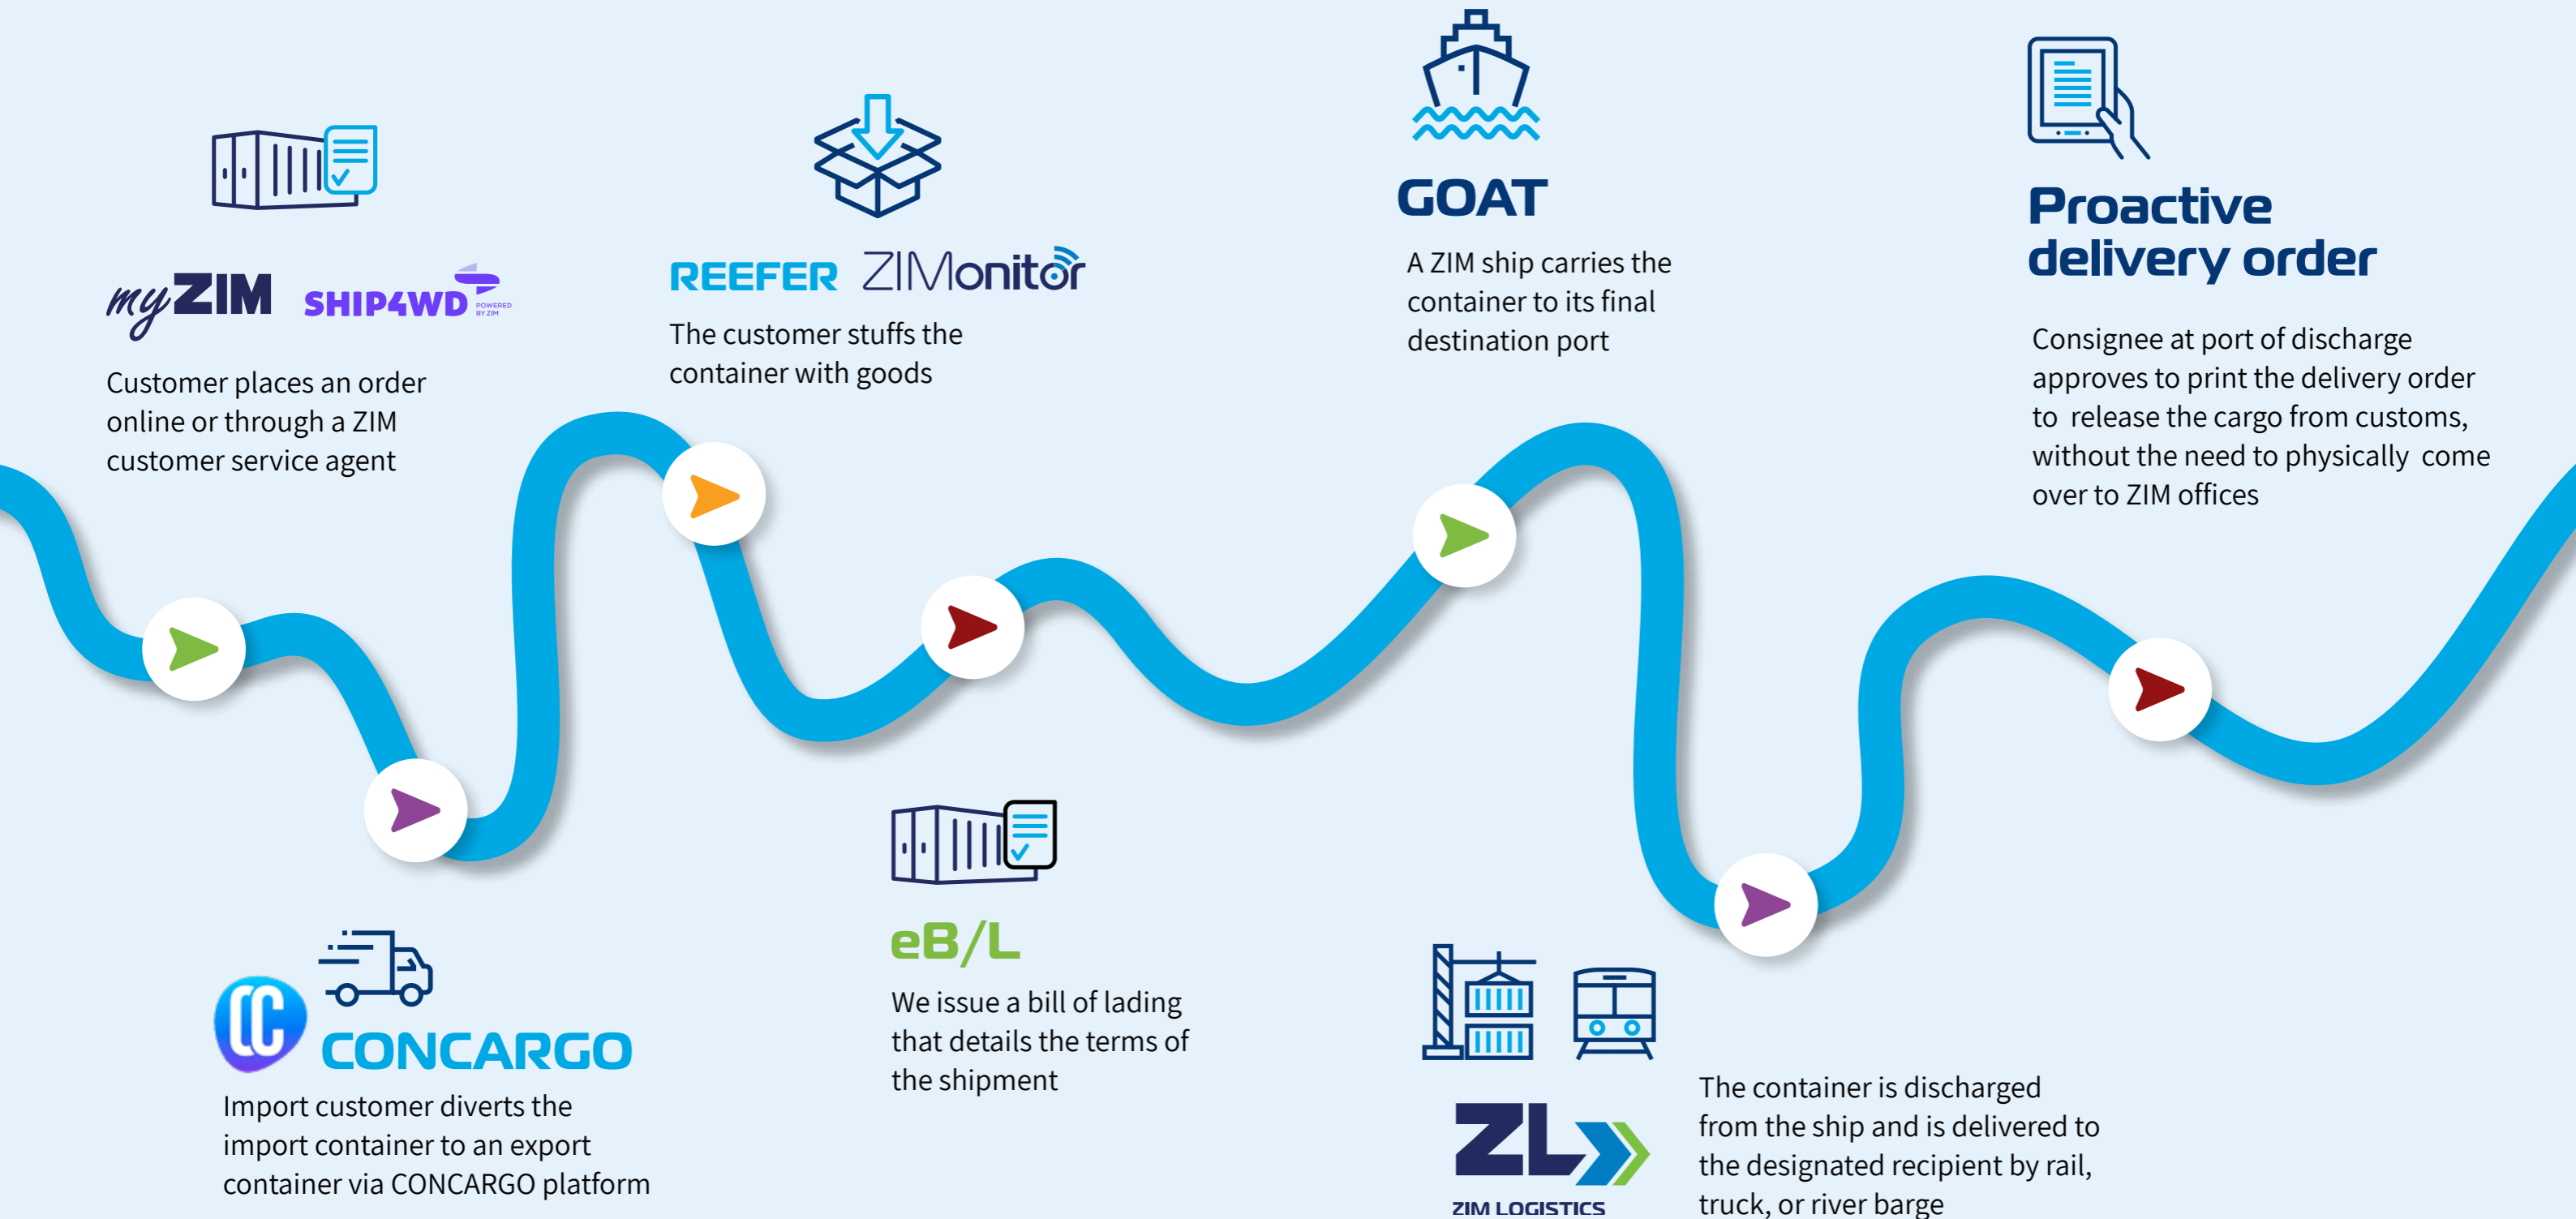 myZIM
SHIP4WD
POWERED
BY ZIM
Customer places an order
online or through a ZIM
customer service agent
CC
CONCARGO
Import customer diverts the
import container to an export
container via CONCARGO platform
REEFER ZIMonitor
The customer stuffs the
container with goods
eB/L
We issue a bill of lading
that details the terms of
the shipment
GOAT
A ZIM ship carries the
container to its final
destination port
ZL
ZIM LOGISTICS
The container is discharged
from the ship and is delivered to
the designated recipient by rail,
truck, or river barge
Proactive
delivery order
Consignee at port of discharge
approves to print the delivery order
to release the cargo from customs,
without the need to physically come
over to ZIM offices